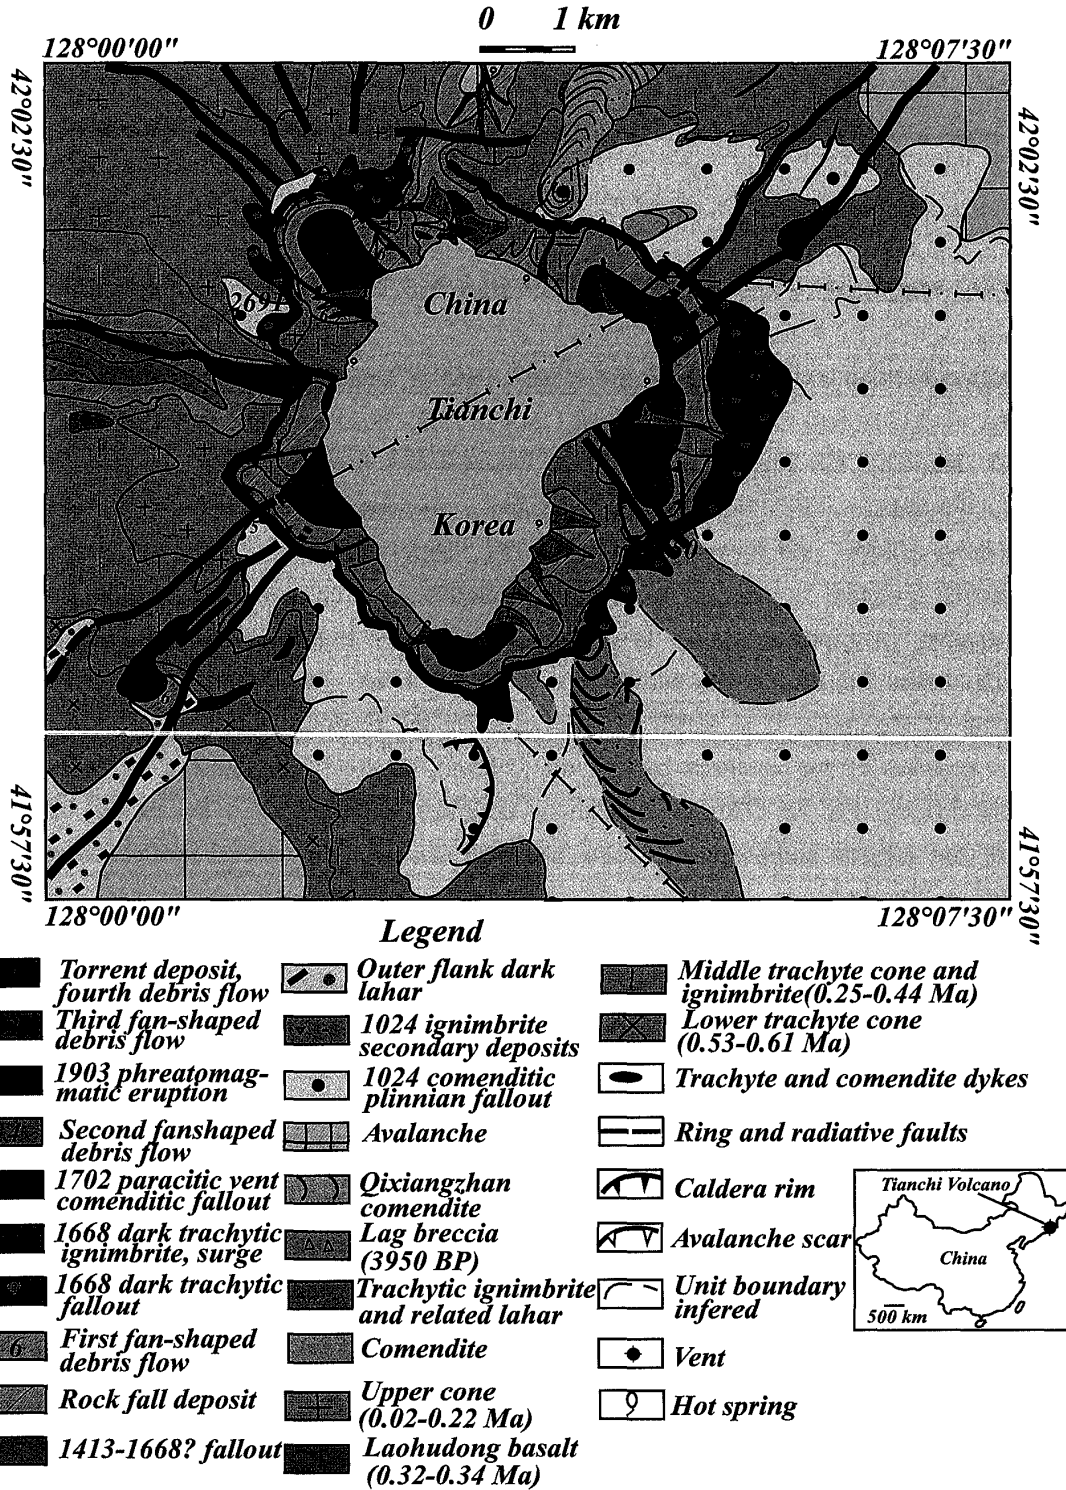 0 1 km
128°00'00" 128°07'30"
42°02'30" 42°02'30"
2691
China
Tianchi
Korea
41°57'30" 41°57'30"
128°00'00" 128°07'30"
Legend
Torrent deposit,
fourth debris flow
Third fan-shaped
debris flow
1903 phreatomag-
matic eruption
Second fanshaped
debris flow
1702 paracitic vent
comenditic fallout
1668 dark trachytic
ignimbrite, surge
1668 dark trachytic
fallout
6 First fan-shaped
debris flow
Rock fall deposit
1413-1668? fallout
Outer flank dark
lahar
1024 ignimbrite
secondary deposits
1024 comenditic
plinnian fallout
Avalanche
Qixiangzhan
comendite
Lag breccia
(3950 BP)
Trachytic ignimbrite
and related lahar
Comendite
Upper cone
(0.02-0.22 Ma)
Laohudong basalt
(0.32-0.34 Ma)
Middle trachyte cone and
ignimbrite(0.25-0.44 Ma)
Lower trachyte cone
(0.53-0.61 Ma)
Trachyte and comendite dykes
Ring and radiative faults
Caldera rim
Avalanche scar
Unit boundary
infered
Vent
Hot spring
Tianchi Volcano
China
500 km